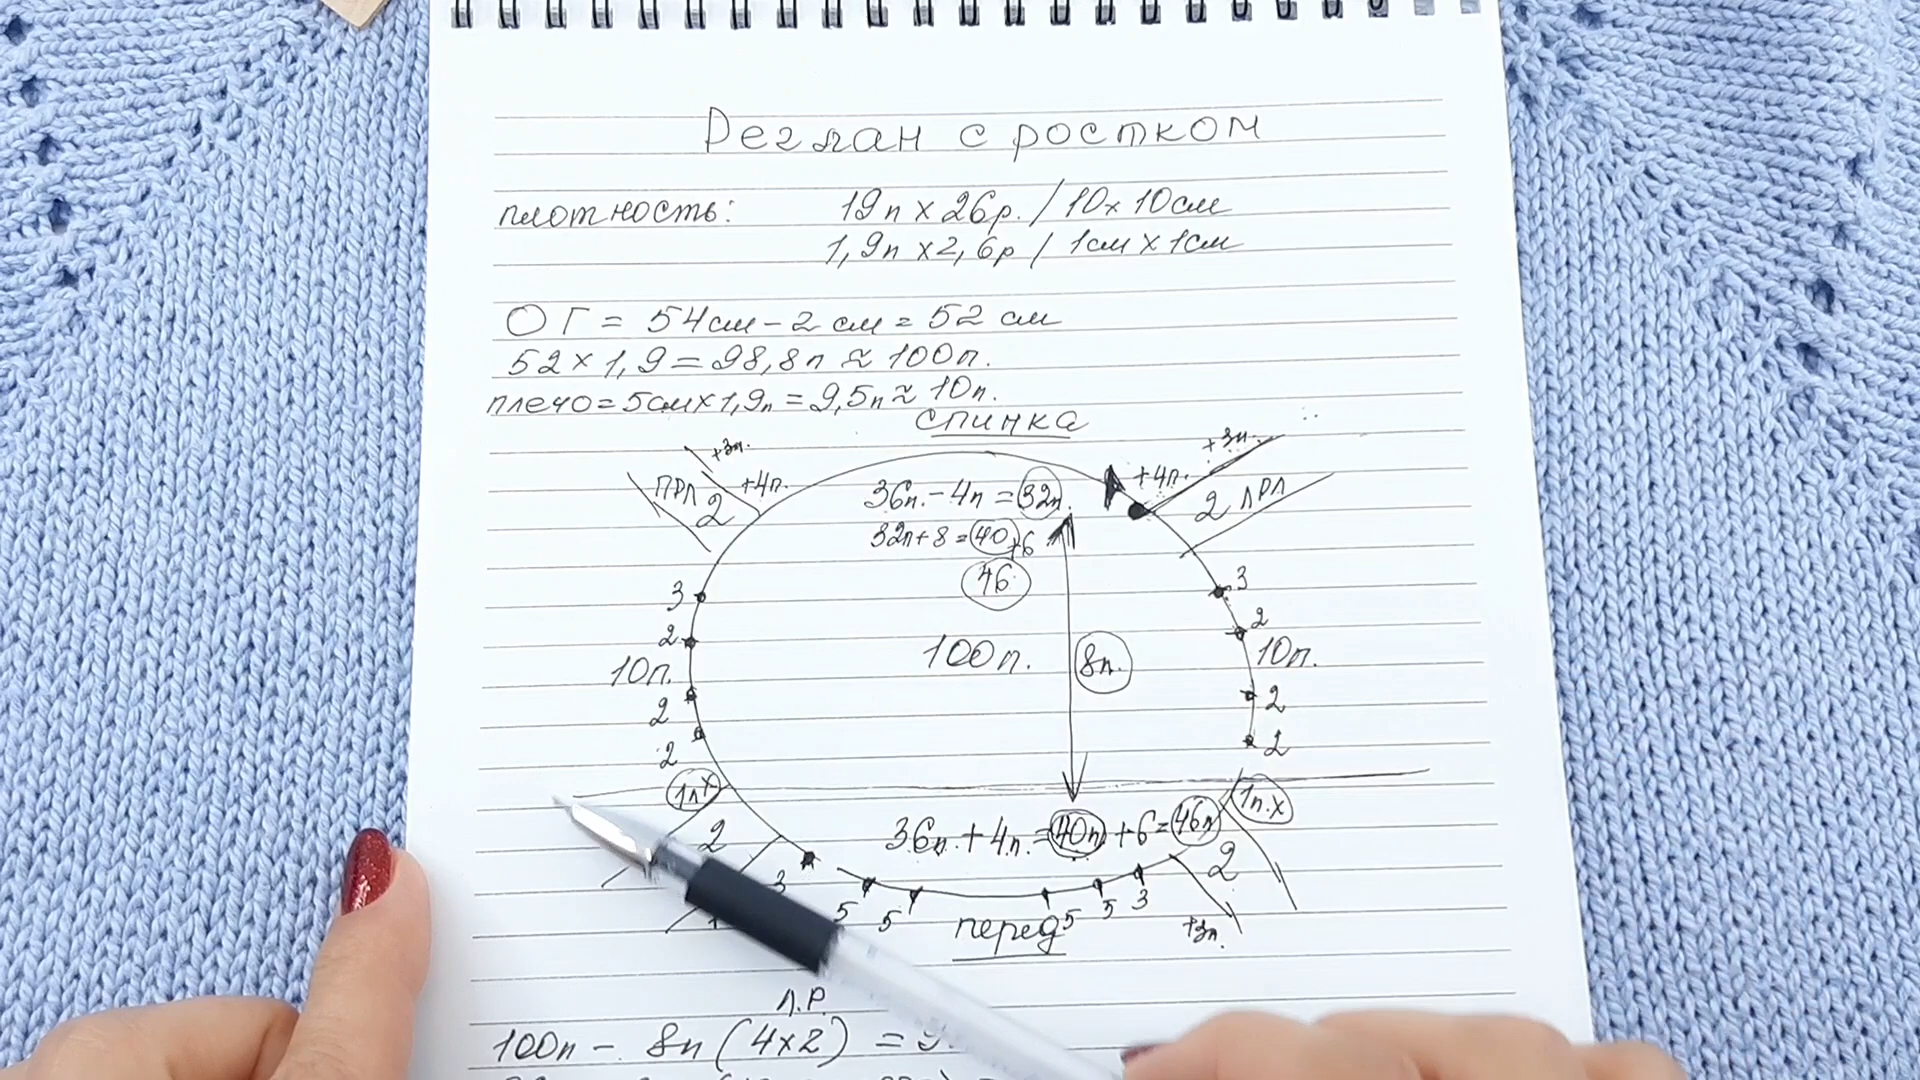 Реглан с ростком
плотность: 19п х 26р. / 10х10см
1,9п х 2,6р / 1см х 1см
ОГ = 54см – 2 см = 52 см
52 х 1,9 = 98,8п ≈ 100п.
плечо = 5см х 1,9п = 9,5п ≈ 10п.
спинка
+3п. +3п.
ПРЛ 2 +4п. 36п. – 4п = 32п. +4п. 2 ЛРЛ
32п + 8 = 40 +6
46
3 3
2 2
10п. 100п. 8п. 10п.
2 2
2 2
1п х 1п. х
2 36п. + 4п. = 40п + 6 = 46п 2
3 5 5 5 5 3
перед +3п.
Л.Р.
100п – 8п (4х2) = 9